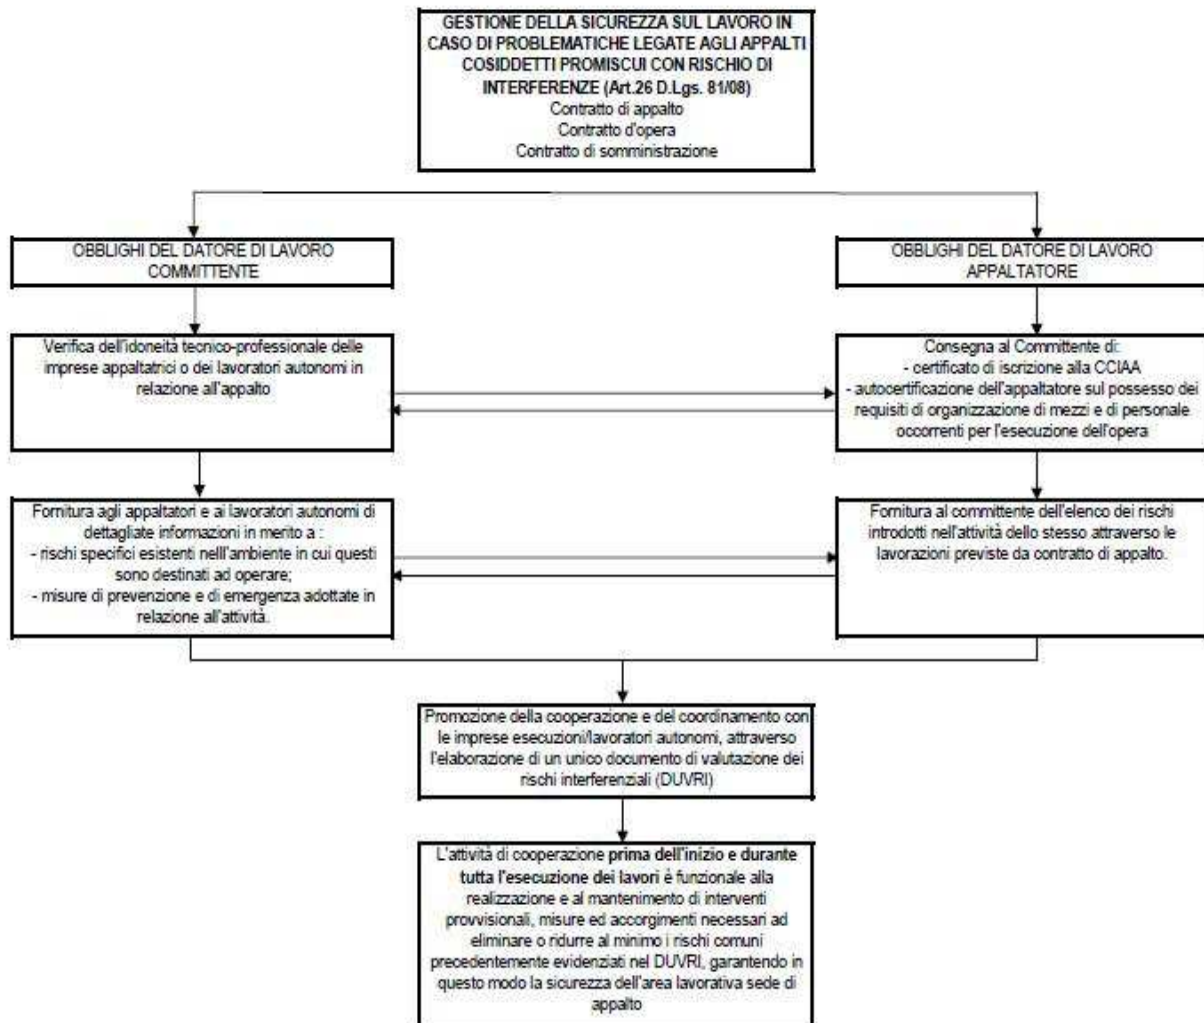 GESTIONE DELLA SICUREZZA SUL LAVORO IN
CASO DI PROBLEMATICHE LEGATE AGLI APPALTI
COSIDDETTI PROMISCUI CON RISCHIO DI
INTERFERENZE (Art.26 D.Lgs. 81/08)
Contratto di appalto
Contratto d'opera
Contratto di somministrazione
OBBLIGHI DEL DATORE DI LAVORO
COMMITTENTE
OBBLIGHI DEL DATORE DI LAVORO
APPALTATORE
Verifica dell'idoneità tecnico-professionale delle
imprese appaltatrici o dei lavoratori autonomi in
relazione all'appalto
Consegna al Committente di:
- certificato di iscrizione alla CCIAA
- autocertificazione dell'appaltatore sul possesso dei
requisiti di organizzazione di mezzi e di personale
occorrenti per l'esecuzione dell'opera
Fornitura agli appaltatori e ai lavoratori autonomi di
dettagliate informazioni in merito a :
- rischi specifici esistenti nell'ambiente in cui questi
sono destinati ad operare;
- misure di prevenzione e di emergenza adottate in
relazione all'attività.
Fornitura al committente dell'elenco dei rischi
introdotti nell'attività dello stesso attraverso le
lavorazioni previste da contratto di appalto.
Promozione della cooperazione e del coordinamento con
le imprese esecuzioni/lavoratori autonomi, attraverso
l'elaborazione di un unico documento di valutazione dei
rischi interferenziali (DUVRI)
L'attività di cooperazione prima dell'inizio e durante
tutta l'esecuzione dei lavori è funzionale alla
realizzazione e al mantenimento di interventi
provvisionali, misure ed accorgimenti necessari ad
eliminare o ridurre al minimo i rischi comuni
precedentemente evidenziati nel DUVRI, garantendo in
questo modo la sicurezza dell'area lavorativa sede di
appalto